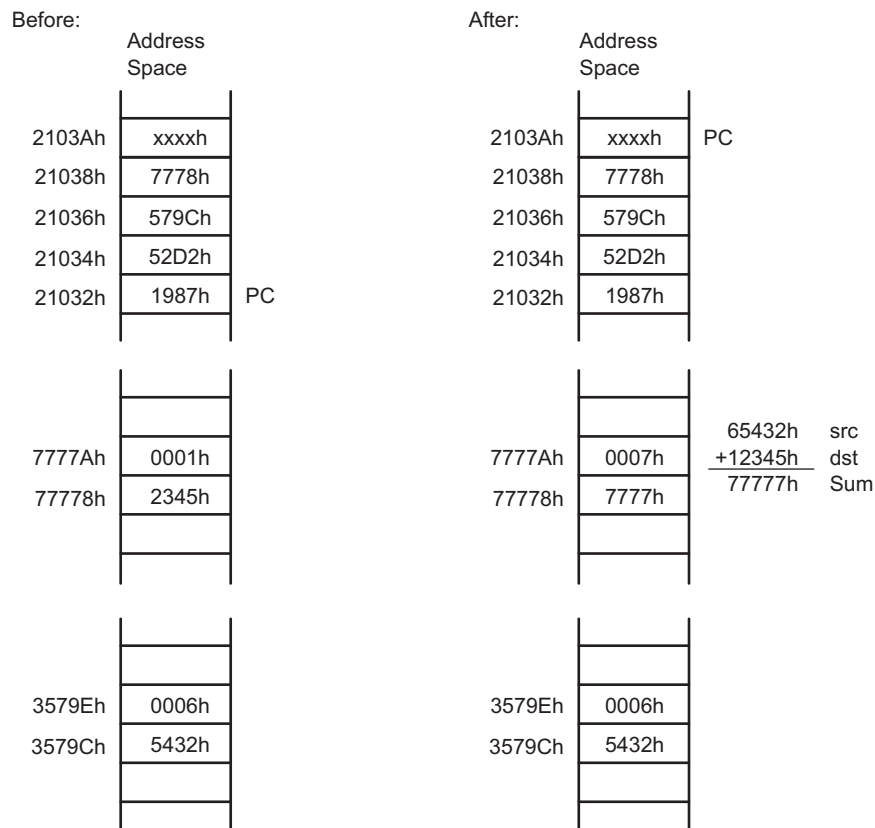 Before:
Address
Space
2103Ah xxxxh
21038h 7778h
21036h 579Ch
21034h 52D2h
21032h 1987h PC
7777Ah 0001h
77778h 2345h
3579Eh 0006h
3579Ch 5432h
After:
Address
Space
2103Ah xxxxh PC
21038h 7778h
21036h 579Ch
21034h 52D2h
21032h 1987h
65432h src
7777Ah 0007h +12345h dst
77778h 7777h 77777h Sum
3579Eh 0006h
3579Ch 5432h